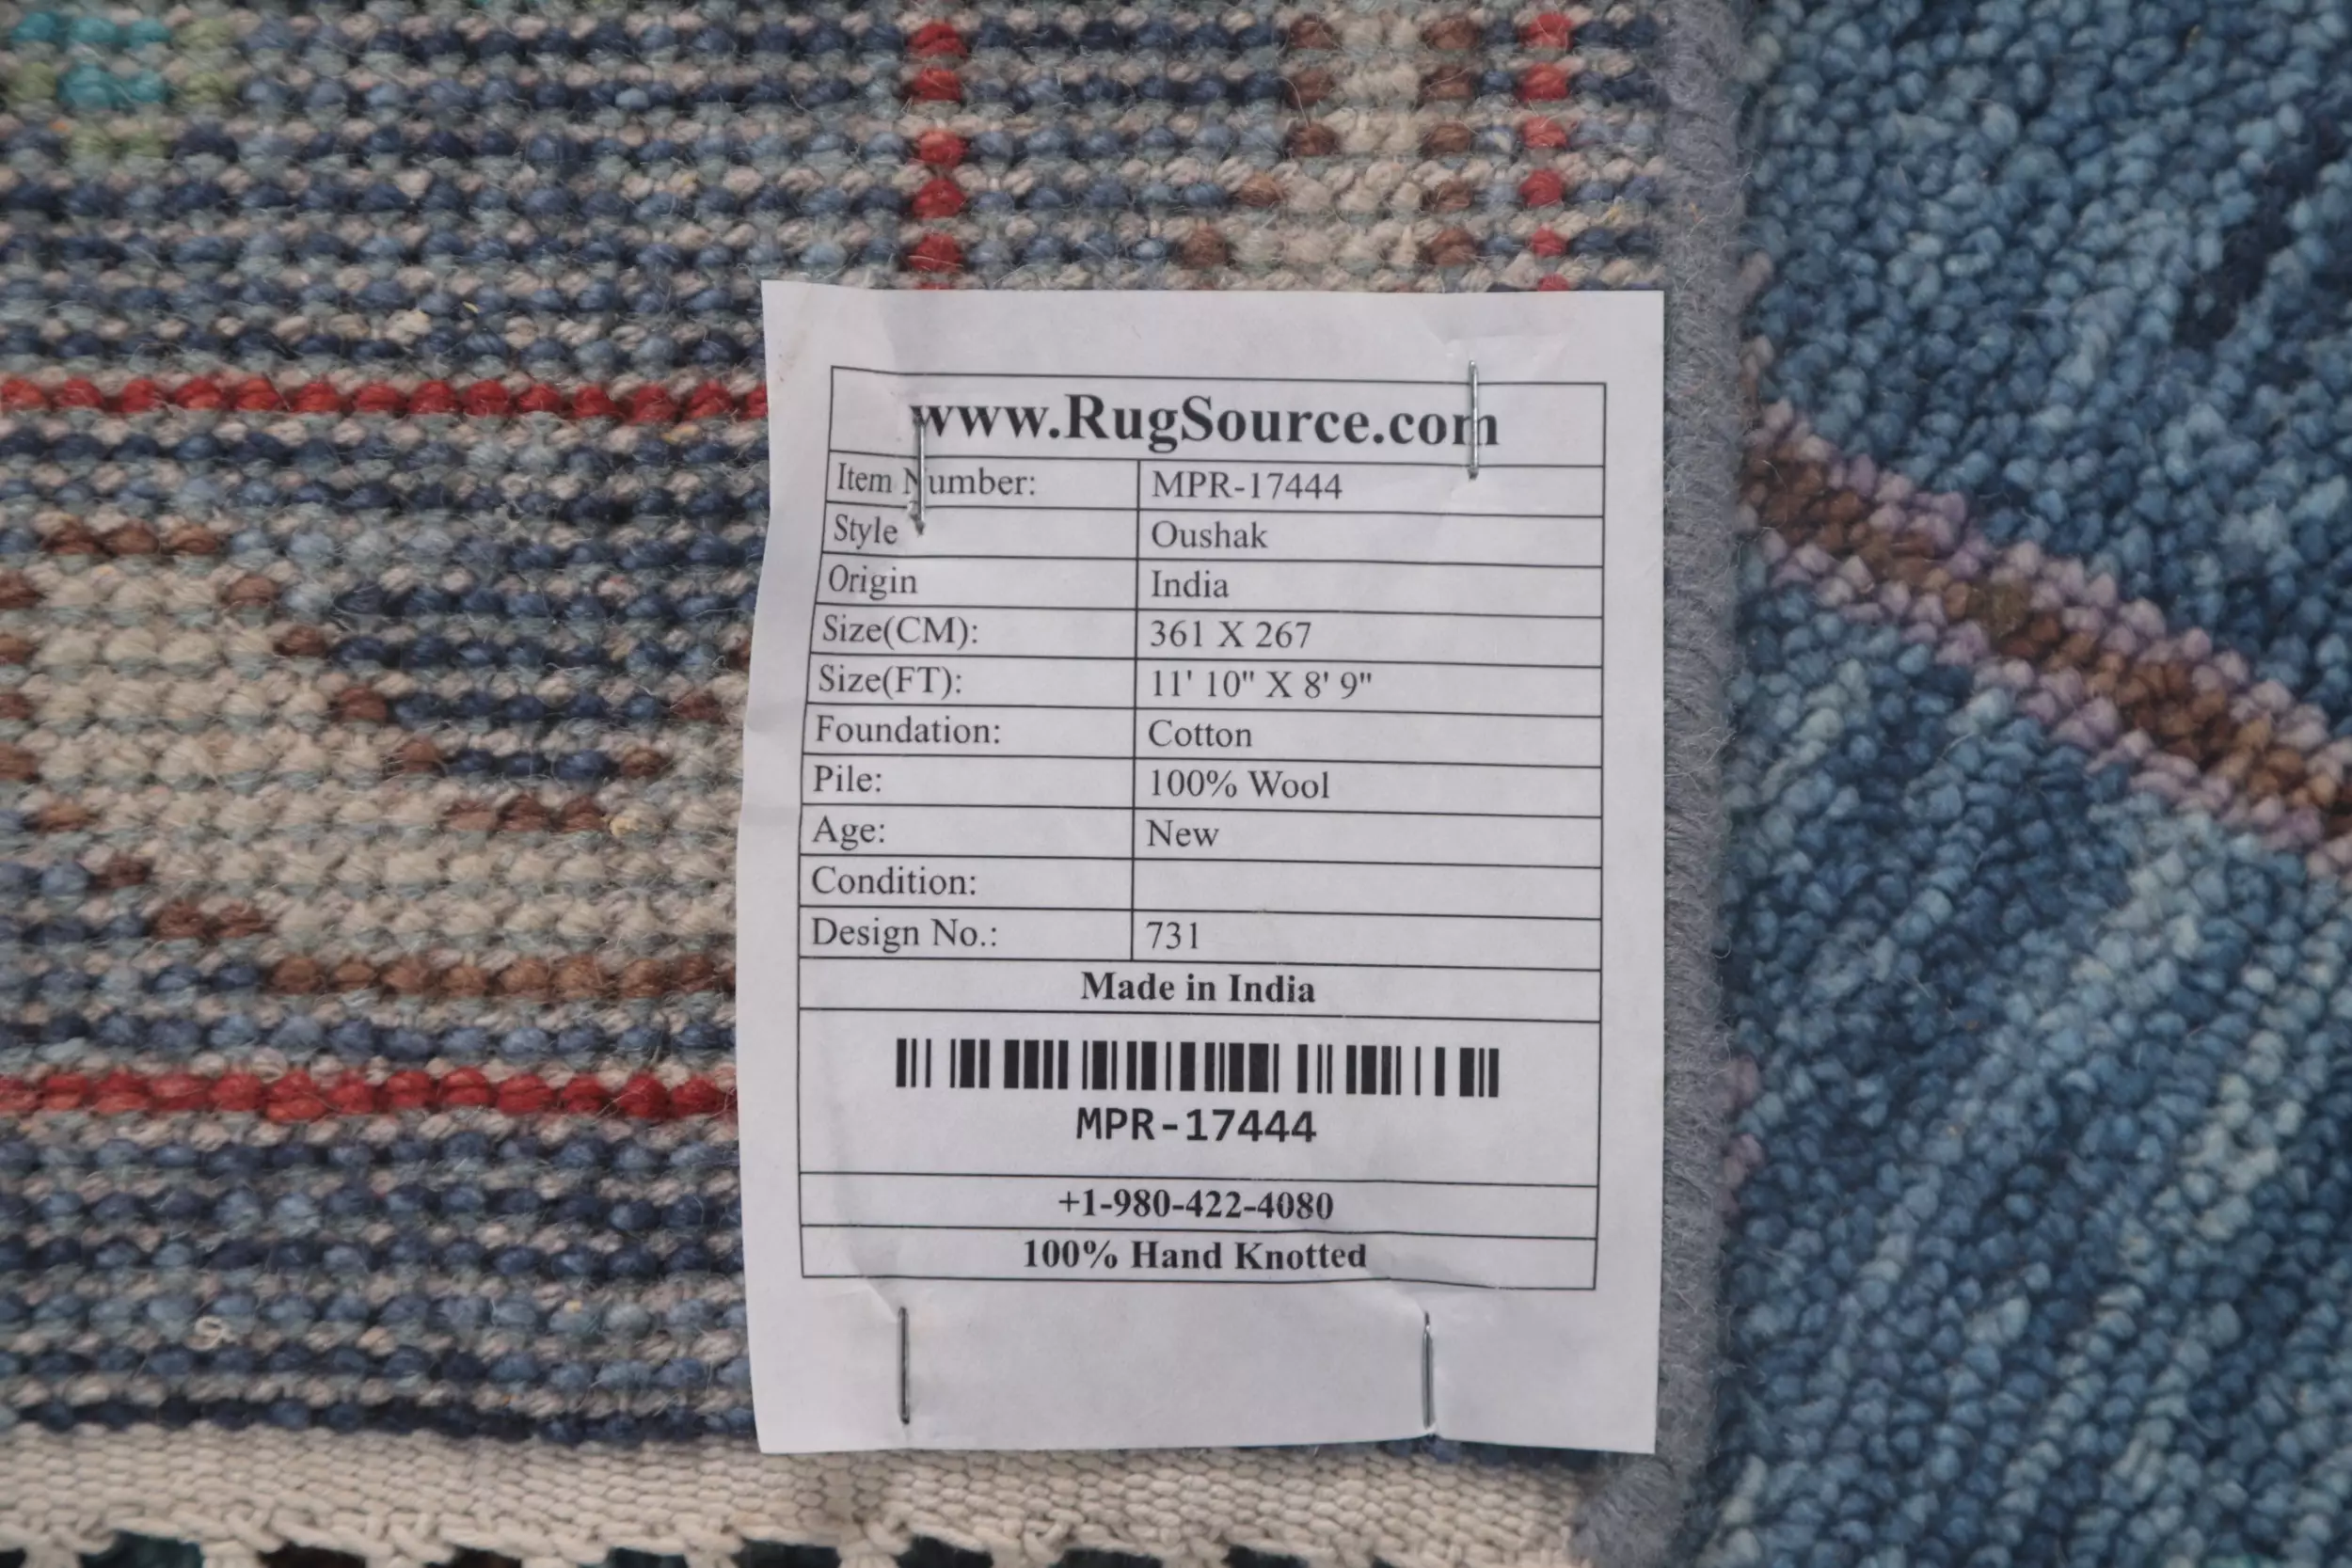 www.RugSource.com
Item Number: MPR-17444
Style Oushak
Origin India
Size(CM): 361 X 267
Size(FT): 11' 10" X 8' 9"
Foundation: Cotton
Pile: 100% Wool
Age: New
Condition:
Design No.: 731
Made in India
MPR-17444
+1-980-422-4080
100% Hand Knotted